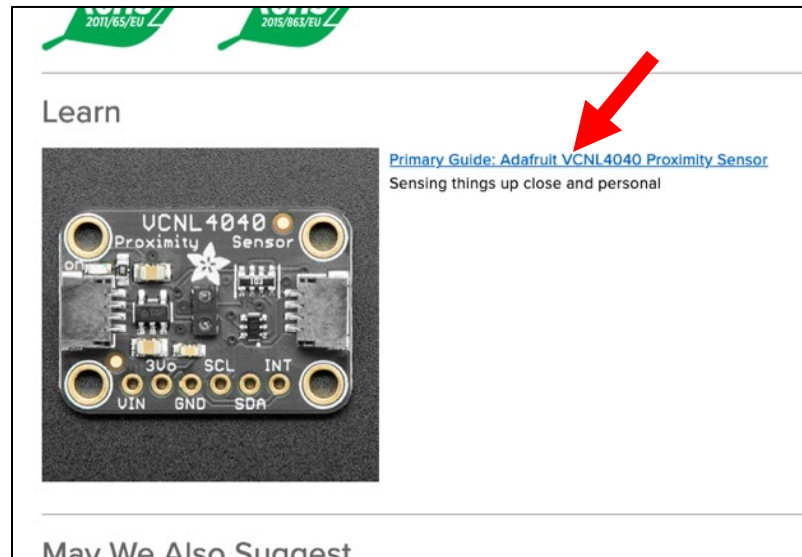 2011/65/EU
2015/863/EU
Learn
Primary Guide: Adafruit VCNL4040 Proximity Sensor
Sensing things up close and personal
VCNL4040
Proximity Sensor
on
3Vo SCL INT
VIN GND SDA
May We Also Suggest